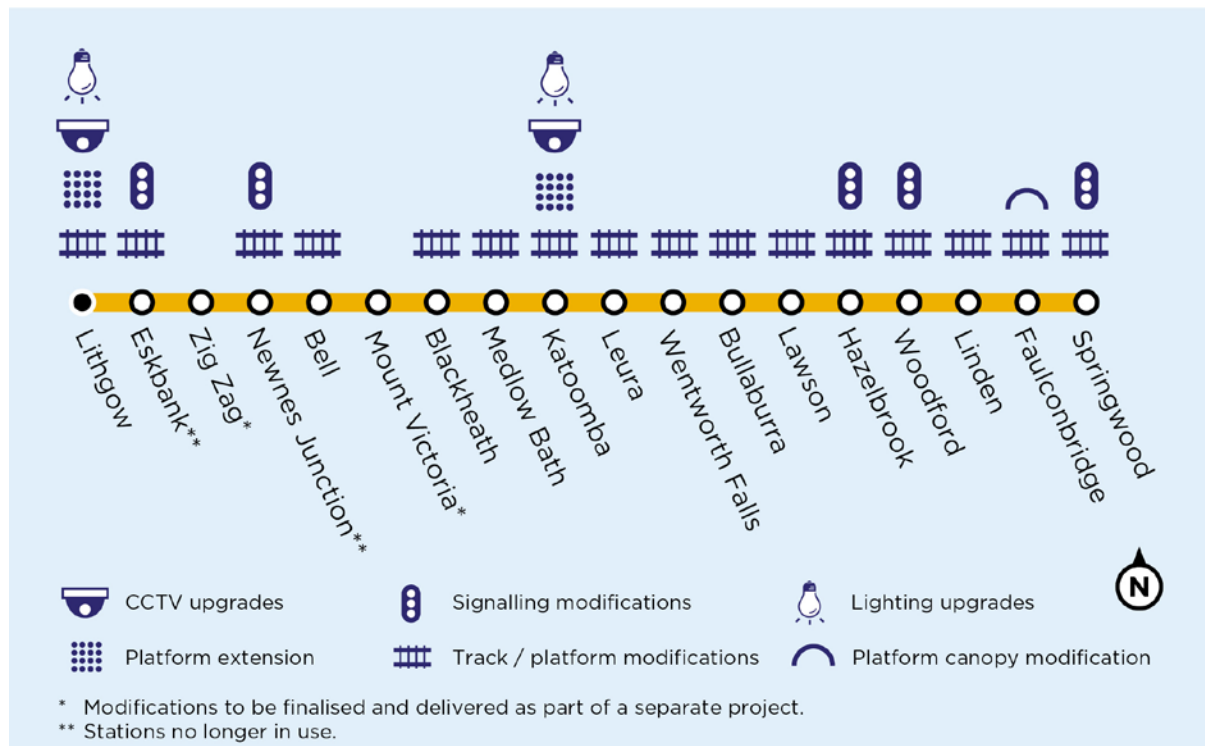 Lithgow
Eskbank**
Zig Zag*
Newnes Junction**
Bell
Mount Victoria*
Blackheath
Medlow Bath
Katoomba
Leura
Wentworth Falls
Bullaburra
Lawson
Hazelbrook
Woodford
Linden
Faulconbridge
Springwood
N
CCTV upgrades
Signalling modifications
Lighting upgrades
Platform extension
Track / platform modifications
Platform canopy modification
* Modifications to be finalised and delivered as part of a separate project.
** Stations no longer in use.